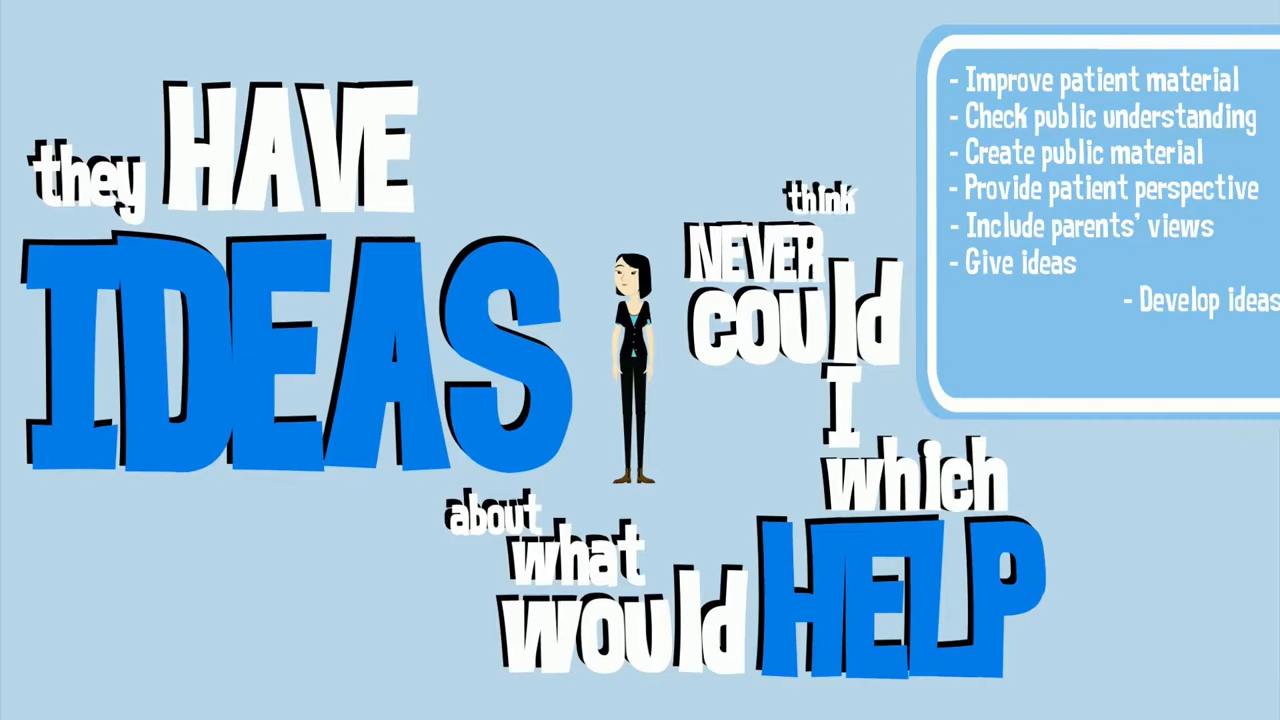 they HAVE
IDEAS
about
what
would HELP
which
I
NEVER
could
think
- Improve patient material
- Check public understanding
- Create public material
- Provide patient perspective
- Include parents' views
- Give ideas
- Develop ideas